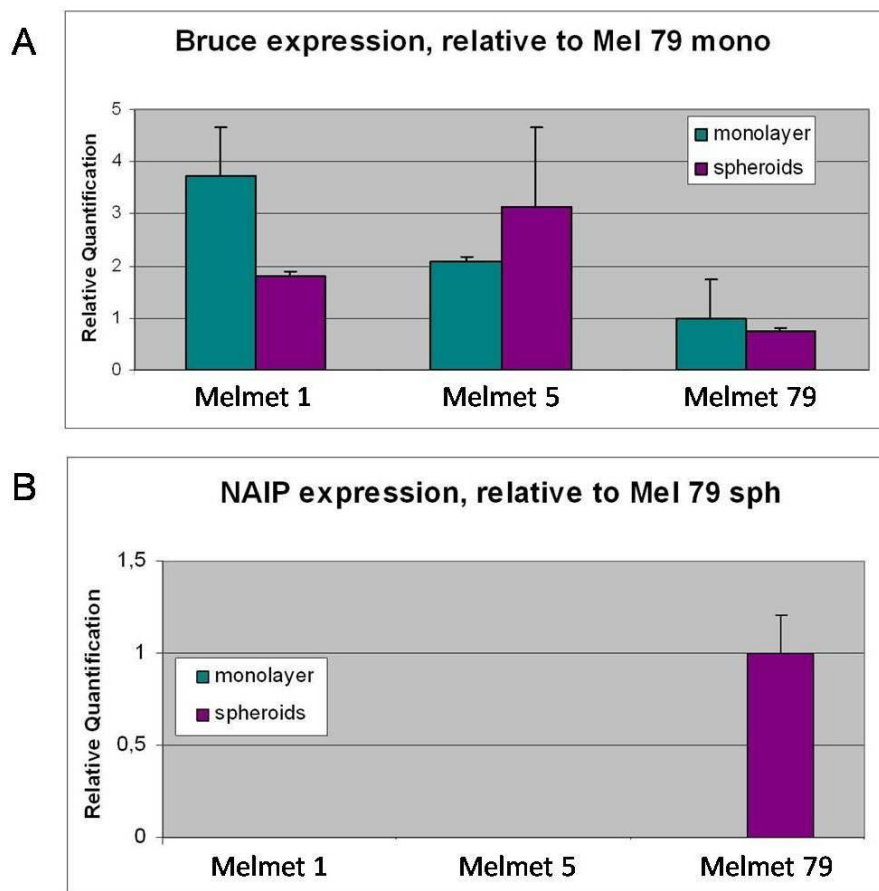 A
Bruce expression, relative to Mel 79 mono
Relative Quantification
5
4
3
2
1
0
monolayer
spheroids
Melmet 1 Melmet 5 Melmet 79
B
NAIP expression, relative to Mel 79 sph
Relative Quantification
1,5
1
0,5
0
monolayer
spheroids
Melmet 1 Melmet 5 Melmet 79